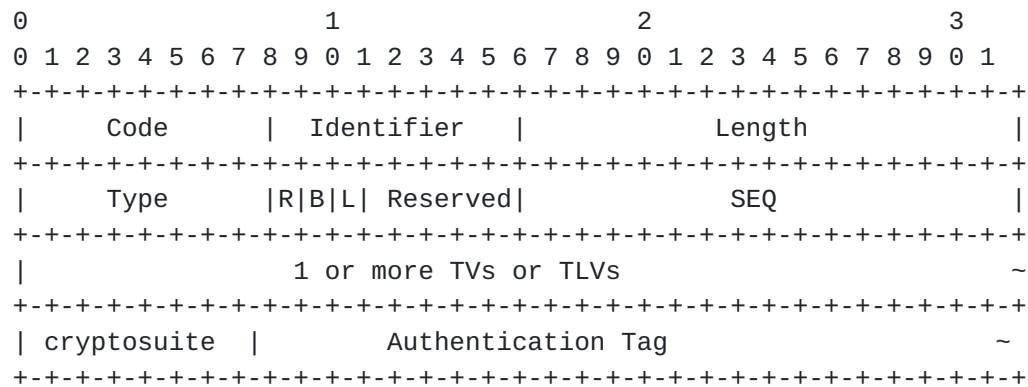 0                   1                   2                   3
0 1 2 3 4 5 6 7 8 9 0 1 2 3 4 5 6 7 8 9 0 1 2 3 4 5 6 7 8 9 0 1
+-+-+-+-+-+-+-+-+-+-+-+-+-+-+-+-+-+-+-+-+-+-+-+-+-+-+-+-+-+-+-+-+
|     Code      |  Identifier   |            Length             |
+-+-+-+-+-+-+-+-+-+-+-+-+-+-+-+-+-+-+-+-+-+-+-+-+-+-+-+-+-+-+-+-+
|     Type      |R|B|L| Reserved|             SEQ               |
+-+-+-+-+-+-+-+-+-+-+-+-+-+-+-+-+-+-+-+-+-+-+-+-+-+-+-+-+-+-+-+-+
|                 1 or more TVs or TLVs                         ~
+-+-+-+-+-+-+-+-+-+-+-+-+-+-+-+-+-+-+-+-+-+-+-+-+-+-+-+-+-+-+-+-+
| cryptosuite  |        Authentication Tag                     ~
+-+-+-+-+-+-+-+-+-+-+-+-+-+-+-+-+-+-+-+-+-+-+-+-+-+-+-+-+-+-+-+-+